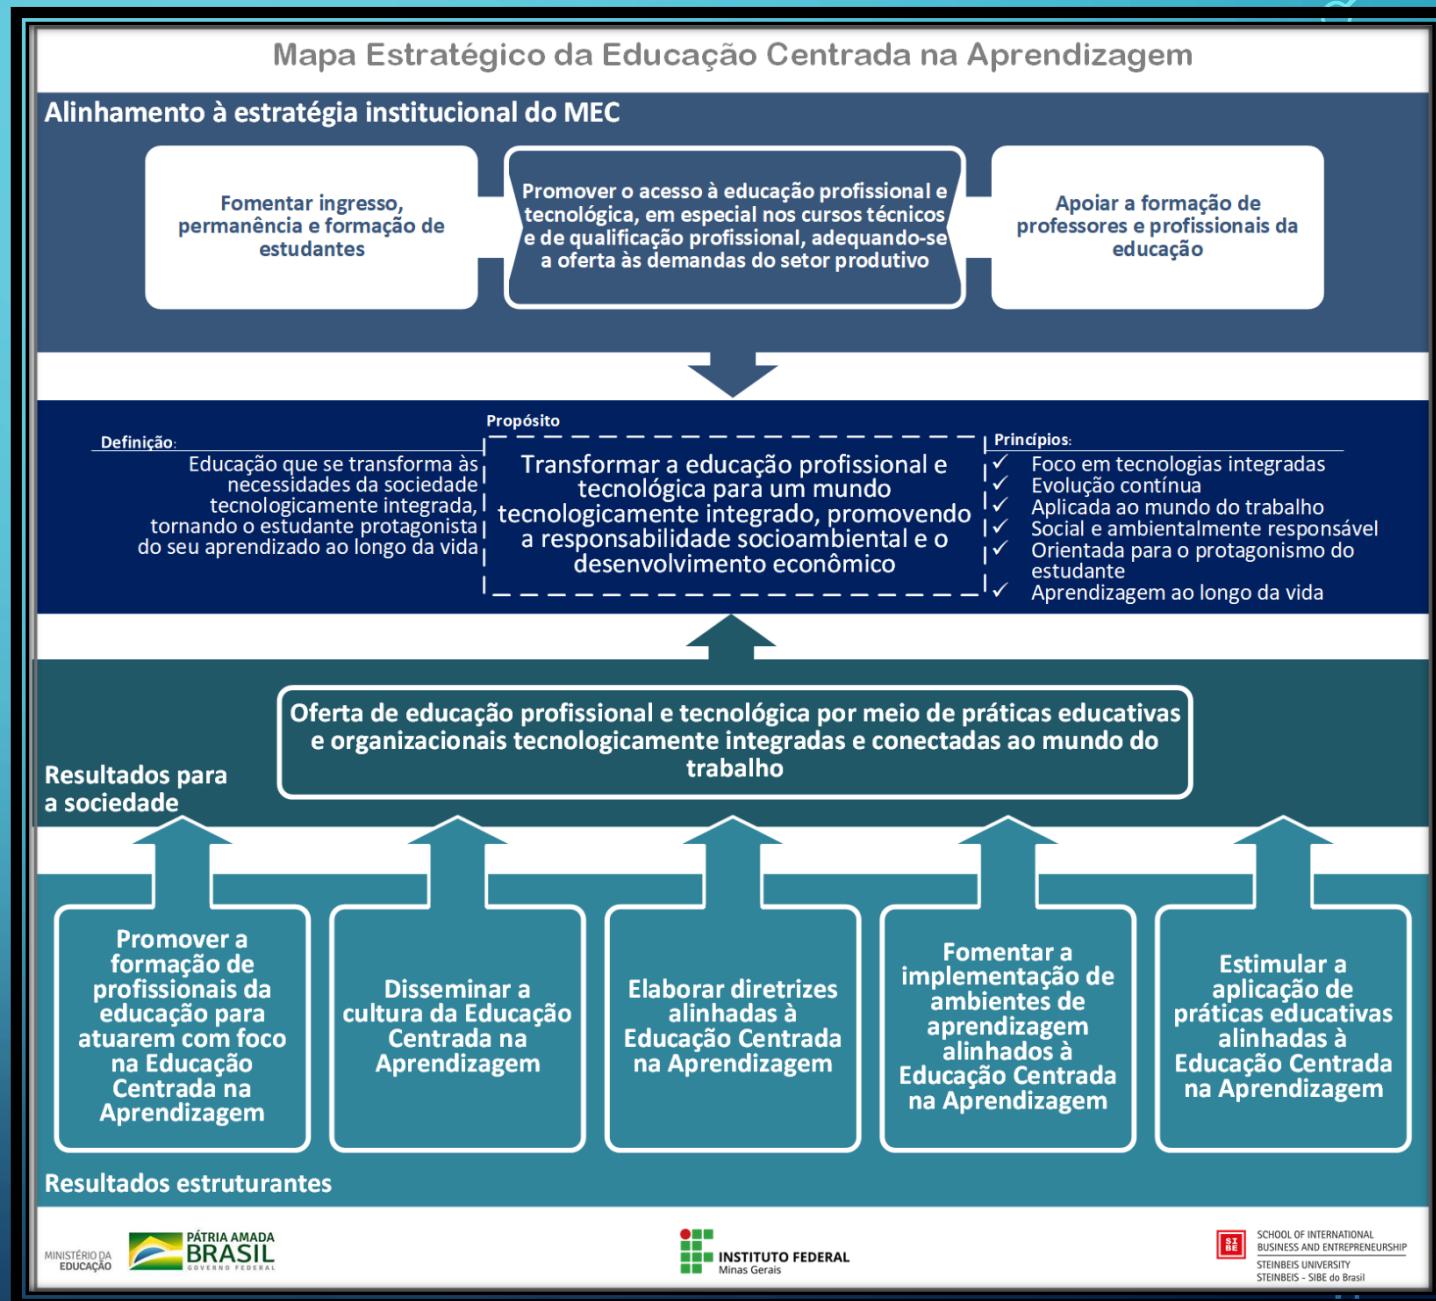 Mapa Estratégico da Educação Centrada na Aprendizagem
Alinhamento à estratégia institucional do MEC
Fomentar ingresso,
permanência e formação de
estudantes
Promover o acesso à educação profissional e
tecnológica, em especial nos cursos técnicos
e de qualificação profissional, adequando-se
a oferta às demandas do setor produtivo
Apoiar a formação de
professores e profissionais da
educação
Definição:
Educação que se transforma às
necessidades da sociedade
tecnologicamente integrada,
tornando o estudante protagonista
do seu aprendizado ao longo da vida
Propósito
Transformar a educação profissional e
tecnológica para um mundo
tecnologicamente integrado, promovendo
a responsabilidade socioambiental e o
desenvolvimento econômico
Princípios:
✓ Foco em tecnologias integradas
✓ Evolução contínua
✓ Aplicada ao mundo do trabalho
✓ Social e ambientalmente responsável
✓ Orientada para o protagonismo do
estudante
✓ Aprendizagem ao longo da vida
Oferta de educação profissional e tecnológica por meio de práticas educativas
e organizacionais tecnologicamente integradas e conectadas ao mundo do
trabalho
Resultados para
a sociedade
Promover a
formação de
profissionais da
educação para
atuarem com foco
na Educação
Centrada na
Aprendizagem
Disseminar a
cultura da Educação
Centrada na
Aprendizagem
Elaborar diretrizes
alinhadas à
Educação Centrada
na Aprendizagem
Fomentar a
implementação de
ambientes de
aprendizagem
alinhados à
Educação Centrada
na Aprendizagem
Estimular a
aplicação de
práticas educativas
alinhadas à
Educação Centrada
na Aprendizagem
Resultados estruturantes
MINISTÉRIO DA
EDUCAÇÃO
PÁTRIA AMADA
BRASIL
GOVERNO FEDERAL
INSTITUTO FEDERAL
Minas Gerais
SI
BE
SCHOOL OF INTERNATIONAL
BUSINESS AND ENTREPRENEURSHIP
STEINBEIS UNIVERSITY
STEINBEIS - SIBE do Brasil